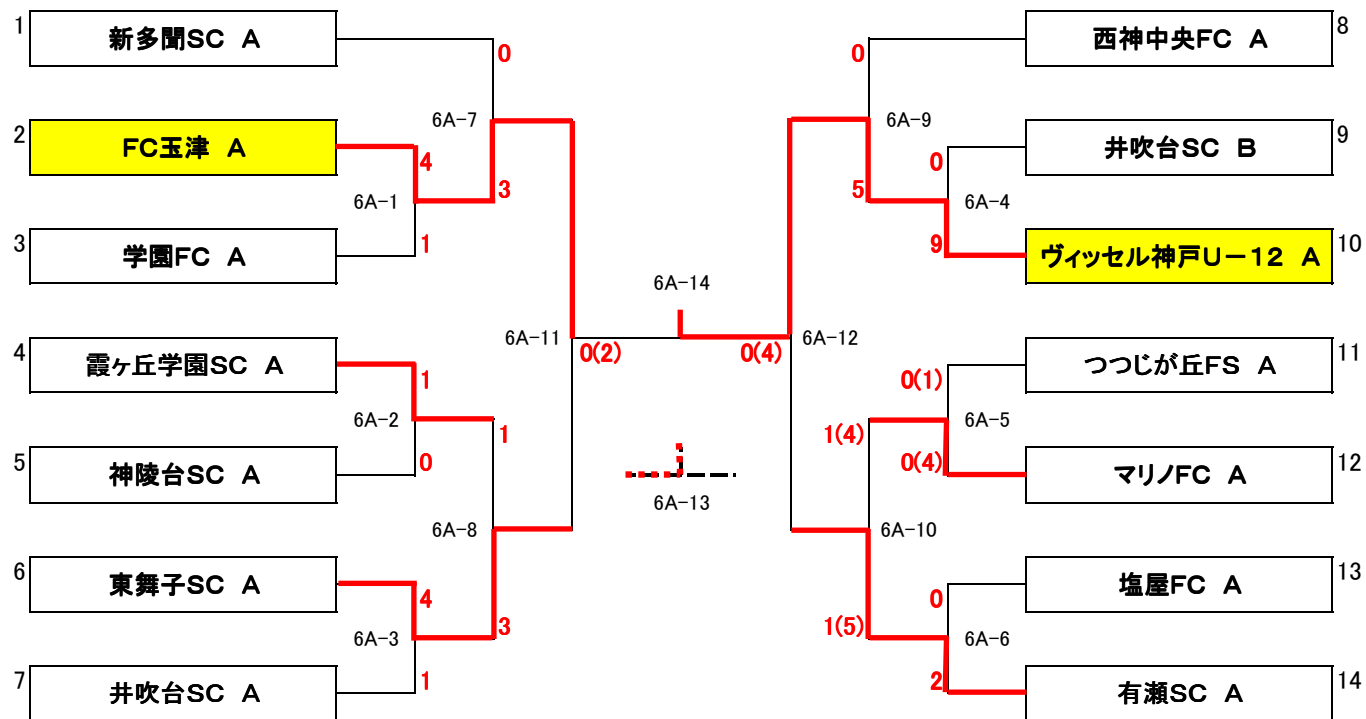 1
新多聞SC A
0
6A-7
2
FC玉津 A
4
3
6A-1
3
学園FC A
1
6A-11
0(2)
4
霞ヶ丘学園SC A
1
6A-2
1
5
神陵台SC A
0
6A-8
6
東舞子SC A
4
3
6A-3
7
井吹台SC A
1
6A-14
6A-13
8
西神中央FC A
0
6A-9
9
井吹台SC B
0
5
6A-4
10
ヴィッセル神戸U-12 A
9
0(4)
6A-12
11
つつじが丘FS A
0(1)
6A-5
1(4)
12
マリノFC A
0(4)
6A-10
13
塩屋FC A
0
1(5)
6A-6
14
有瀬SC A
2